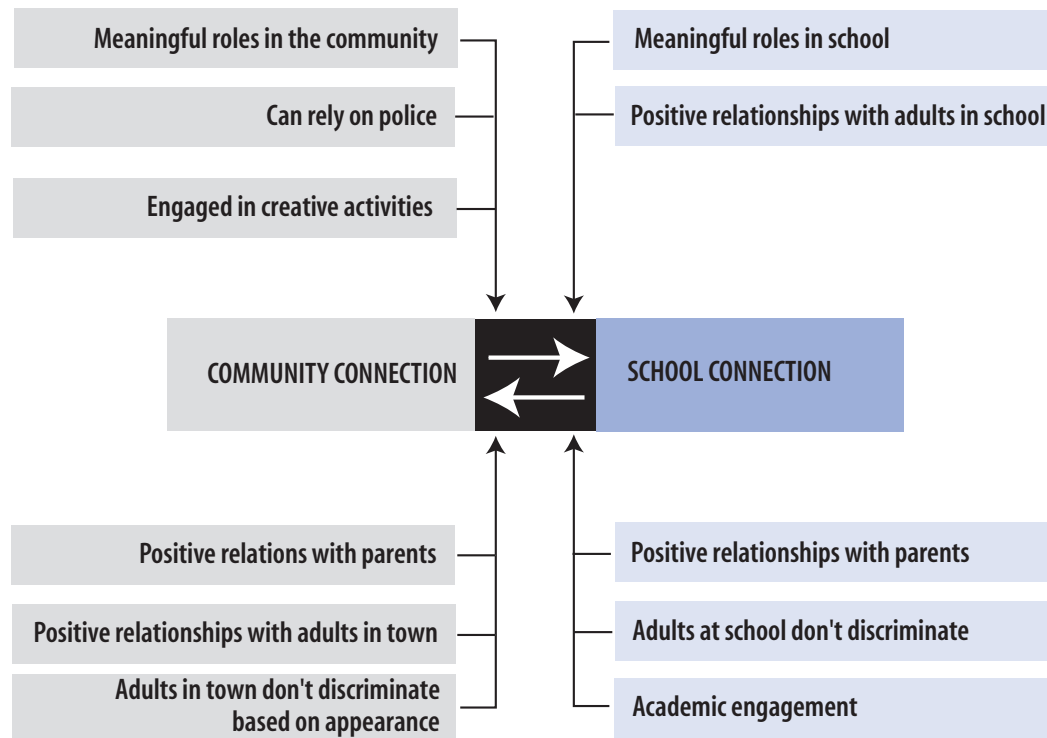 Meaningful roles in the community
Can rely on police
Engaged in creative activities
Meaningful roles in school
Positive relationships with adults in school
COMMUNITY CONNECTION
SCHOOL CONNECTION
Positive relations with parents
Positive relationships with adults in town
Adults in town don't discriminate
based on appearance
Positive relationships with parents
Adults at school don't discriminate
Academic engagement